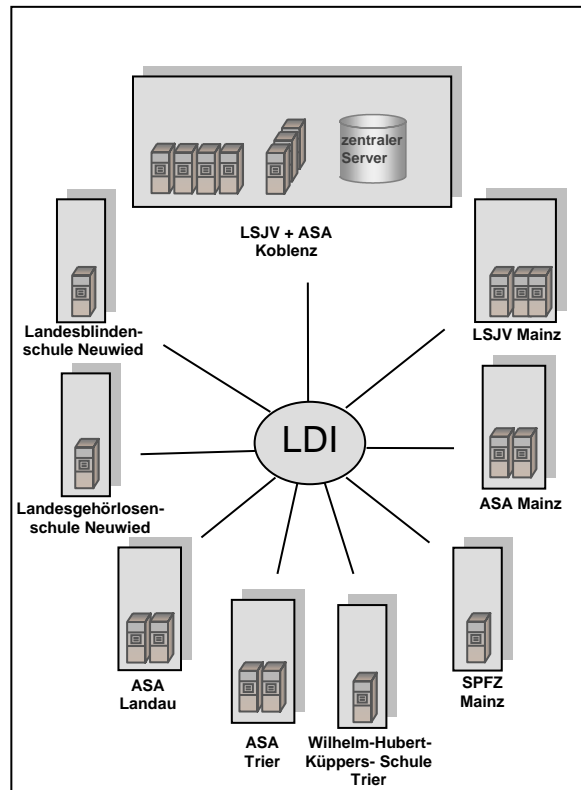 zentraler
Server
LSJV + ASA
Koblenz
Landesblinden-
schule Neuwied
LSJV Mainz
LDI
Landesgehörlosen-
schule Neuwied
ASA Mainz
ASA
Landau
ASA
Trier
Wilhelm-Hubert-
Küppers- Schule
Trier
SPFZ
Mainz